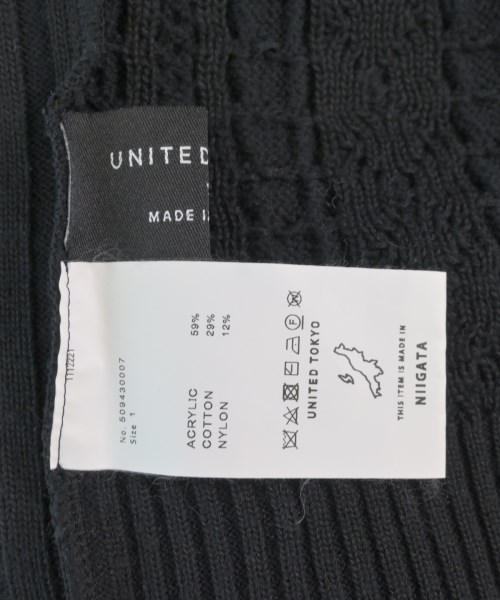 UNITED
MADE I
1112221
No. 509430007
Size 1
ACRYLIC 59%
COTTON 29%
NYLON 12%
F
UNITED TOKYO
THIS ITEM IS MADE IN
NIIGATA